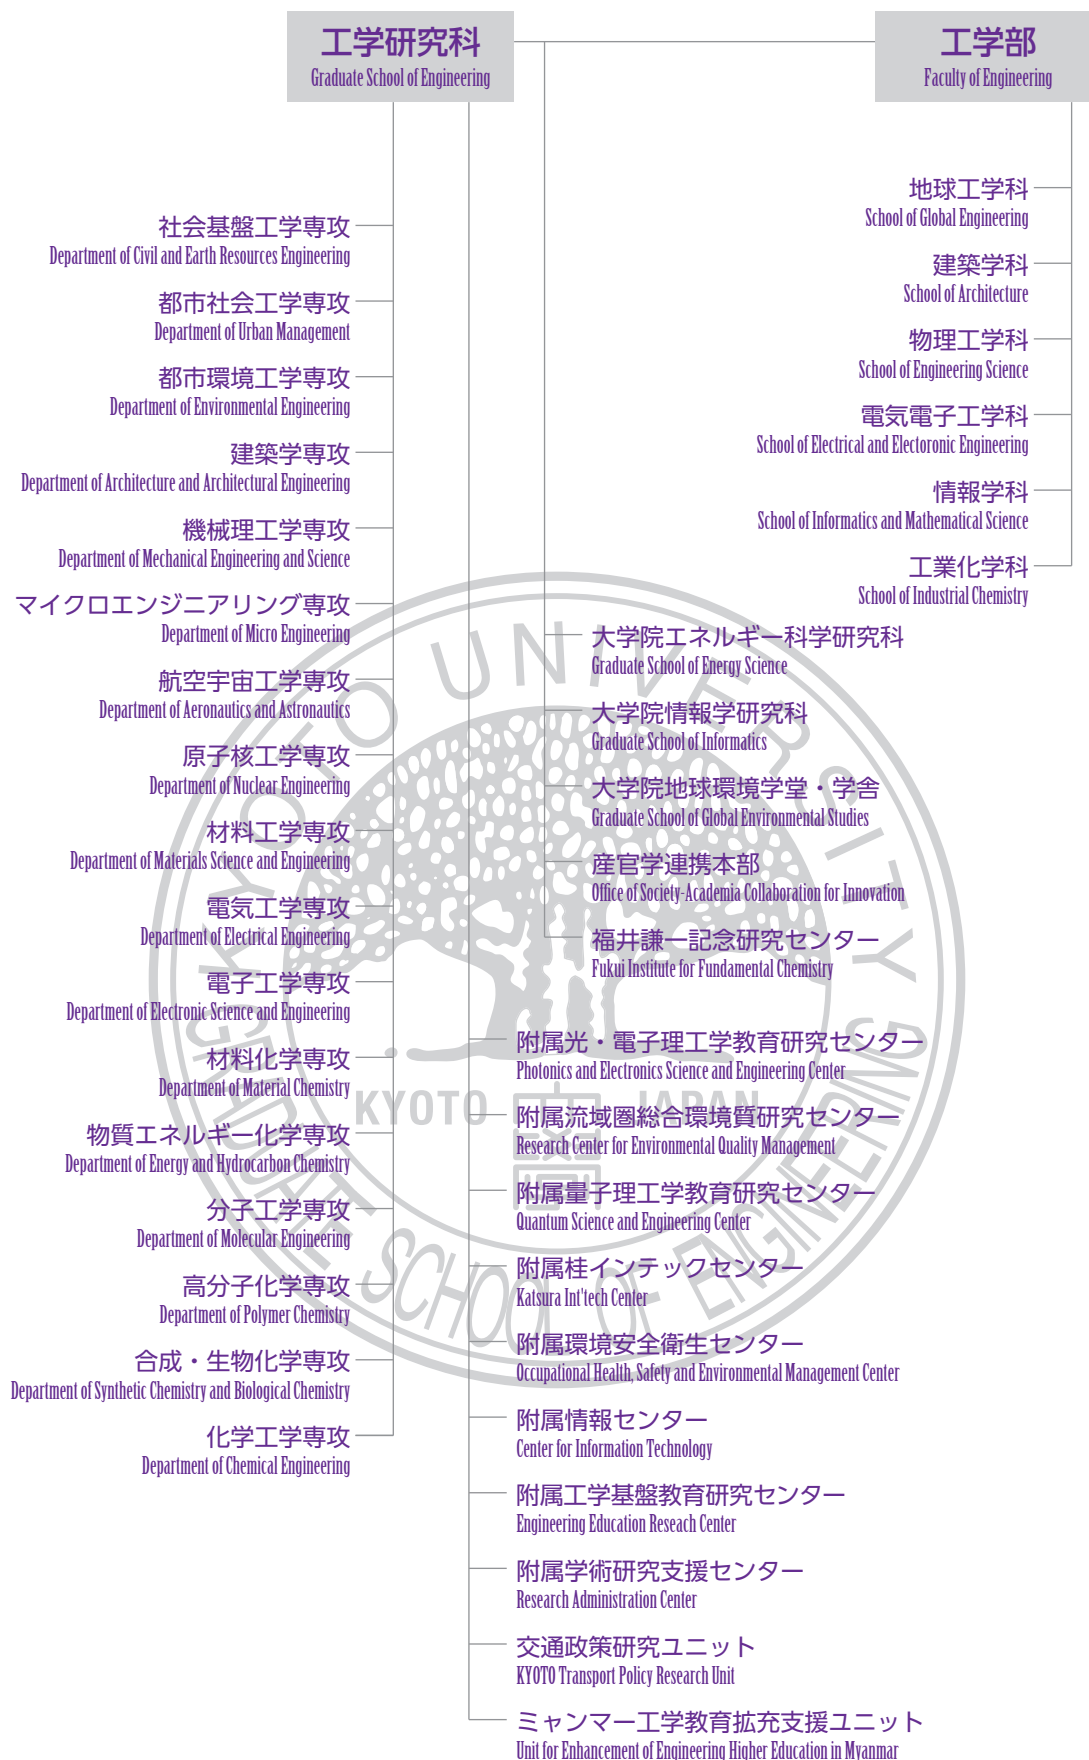 工学研究科
Graduate School of Engineering
工学部
Faculty of Engineering
社会基盤工学専攻
Department of Civil and Earth Resources Engineering
都市社会工学専攻
Department of Urban Management
都市環境工学専攻
Department of Environmental Engineering
建築学専攻
Department of Architecture and Architectural Engineering
機械理工学専攻
Department of Mechanical Engineering and Science
マイクロエンジニアリング専攻
Department of Micro Engineering
航空宇宙工学専攻
Department of Aeronautics and Astronautics
原子核工学専攻
Department of Nuclear Engineering
材料工学専攻
Department of Materials Science and Engineering
電気工学専攻
Department of Electrical Engineering
電子工学専攻
Department of Electronic Science and Engineering
材料化学専攻
Department of Material Chemistry
物質エネルギー化学専攻
Department of Energy and Hydrocarbon Chemistry
分子工学専攻
Department of Molecular Engineering
高分子化学専攻
Department of Polymer Chemistry
合成・生物化学専攻
Department of Synthetic Chemistry and Biological Chemistry
化学工学専攻
Department of Chemical Engineering
地球工学科
School of Global Engineering
建築学科
School of Architecture
物理工学科
School of Engineering Science
電気電子工学科
School of Electrical and Electoronic Engineering
情報学科
School of Informatics and Mathematical Science
工業化学科
School of Industrial Chemistry
大学院エネルギー科学研究科
Graduate School of Energy Science
大学院情報学研究科
Graduate School of Informatics
大学院地球環境学堂・学舎
Graduate School of Global Environmental Studies
産官学連携本部
Office of Society-Academia Collaboration for Innovation
福井謙一記念研究センター
Fukui Institute for Fundamental Chemistry
附属光・電子理工学教育研究センター
Photonics and Electronics Science and Engineering Center
附属流域圏総合環境質研究センター
Research Center for Environmental Quality Management
附属量子理工学教育研究センター
Quantum Science and Engineering Center
附属桂インテックセンター
Katsura Int'tech Center
附属環境安全衛生センター
Occupational Health, Safety and Environmental Management Center
附属情報センター
Center for Information Technology
附属工学基盤教育研究センター
Engineering Education Reseach Center
附属学術研究支援センター
Research Administration Center
交通政策研究ユニット
KYOTO Transport Policy Research Unit
ミャンマー工学教育拡充支援ユニット
Unit for Enhancement of Engineering Higher Education in Myanmar
KYOTO UNIVERSITY
KYOTO JAPAN
GRADUATE SCHOOL OF ENGINEERING